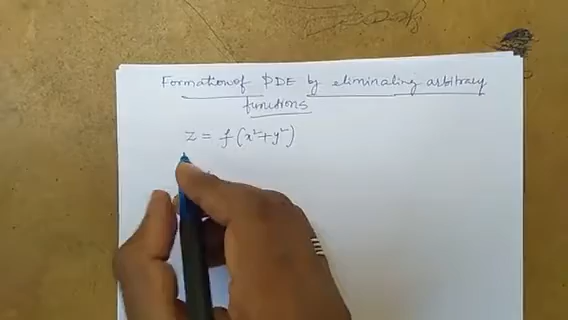 Formation of PDE by eliminating arbitrary
functions
z = f(x²+y²)